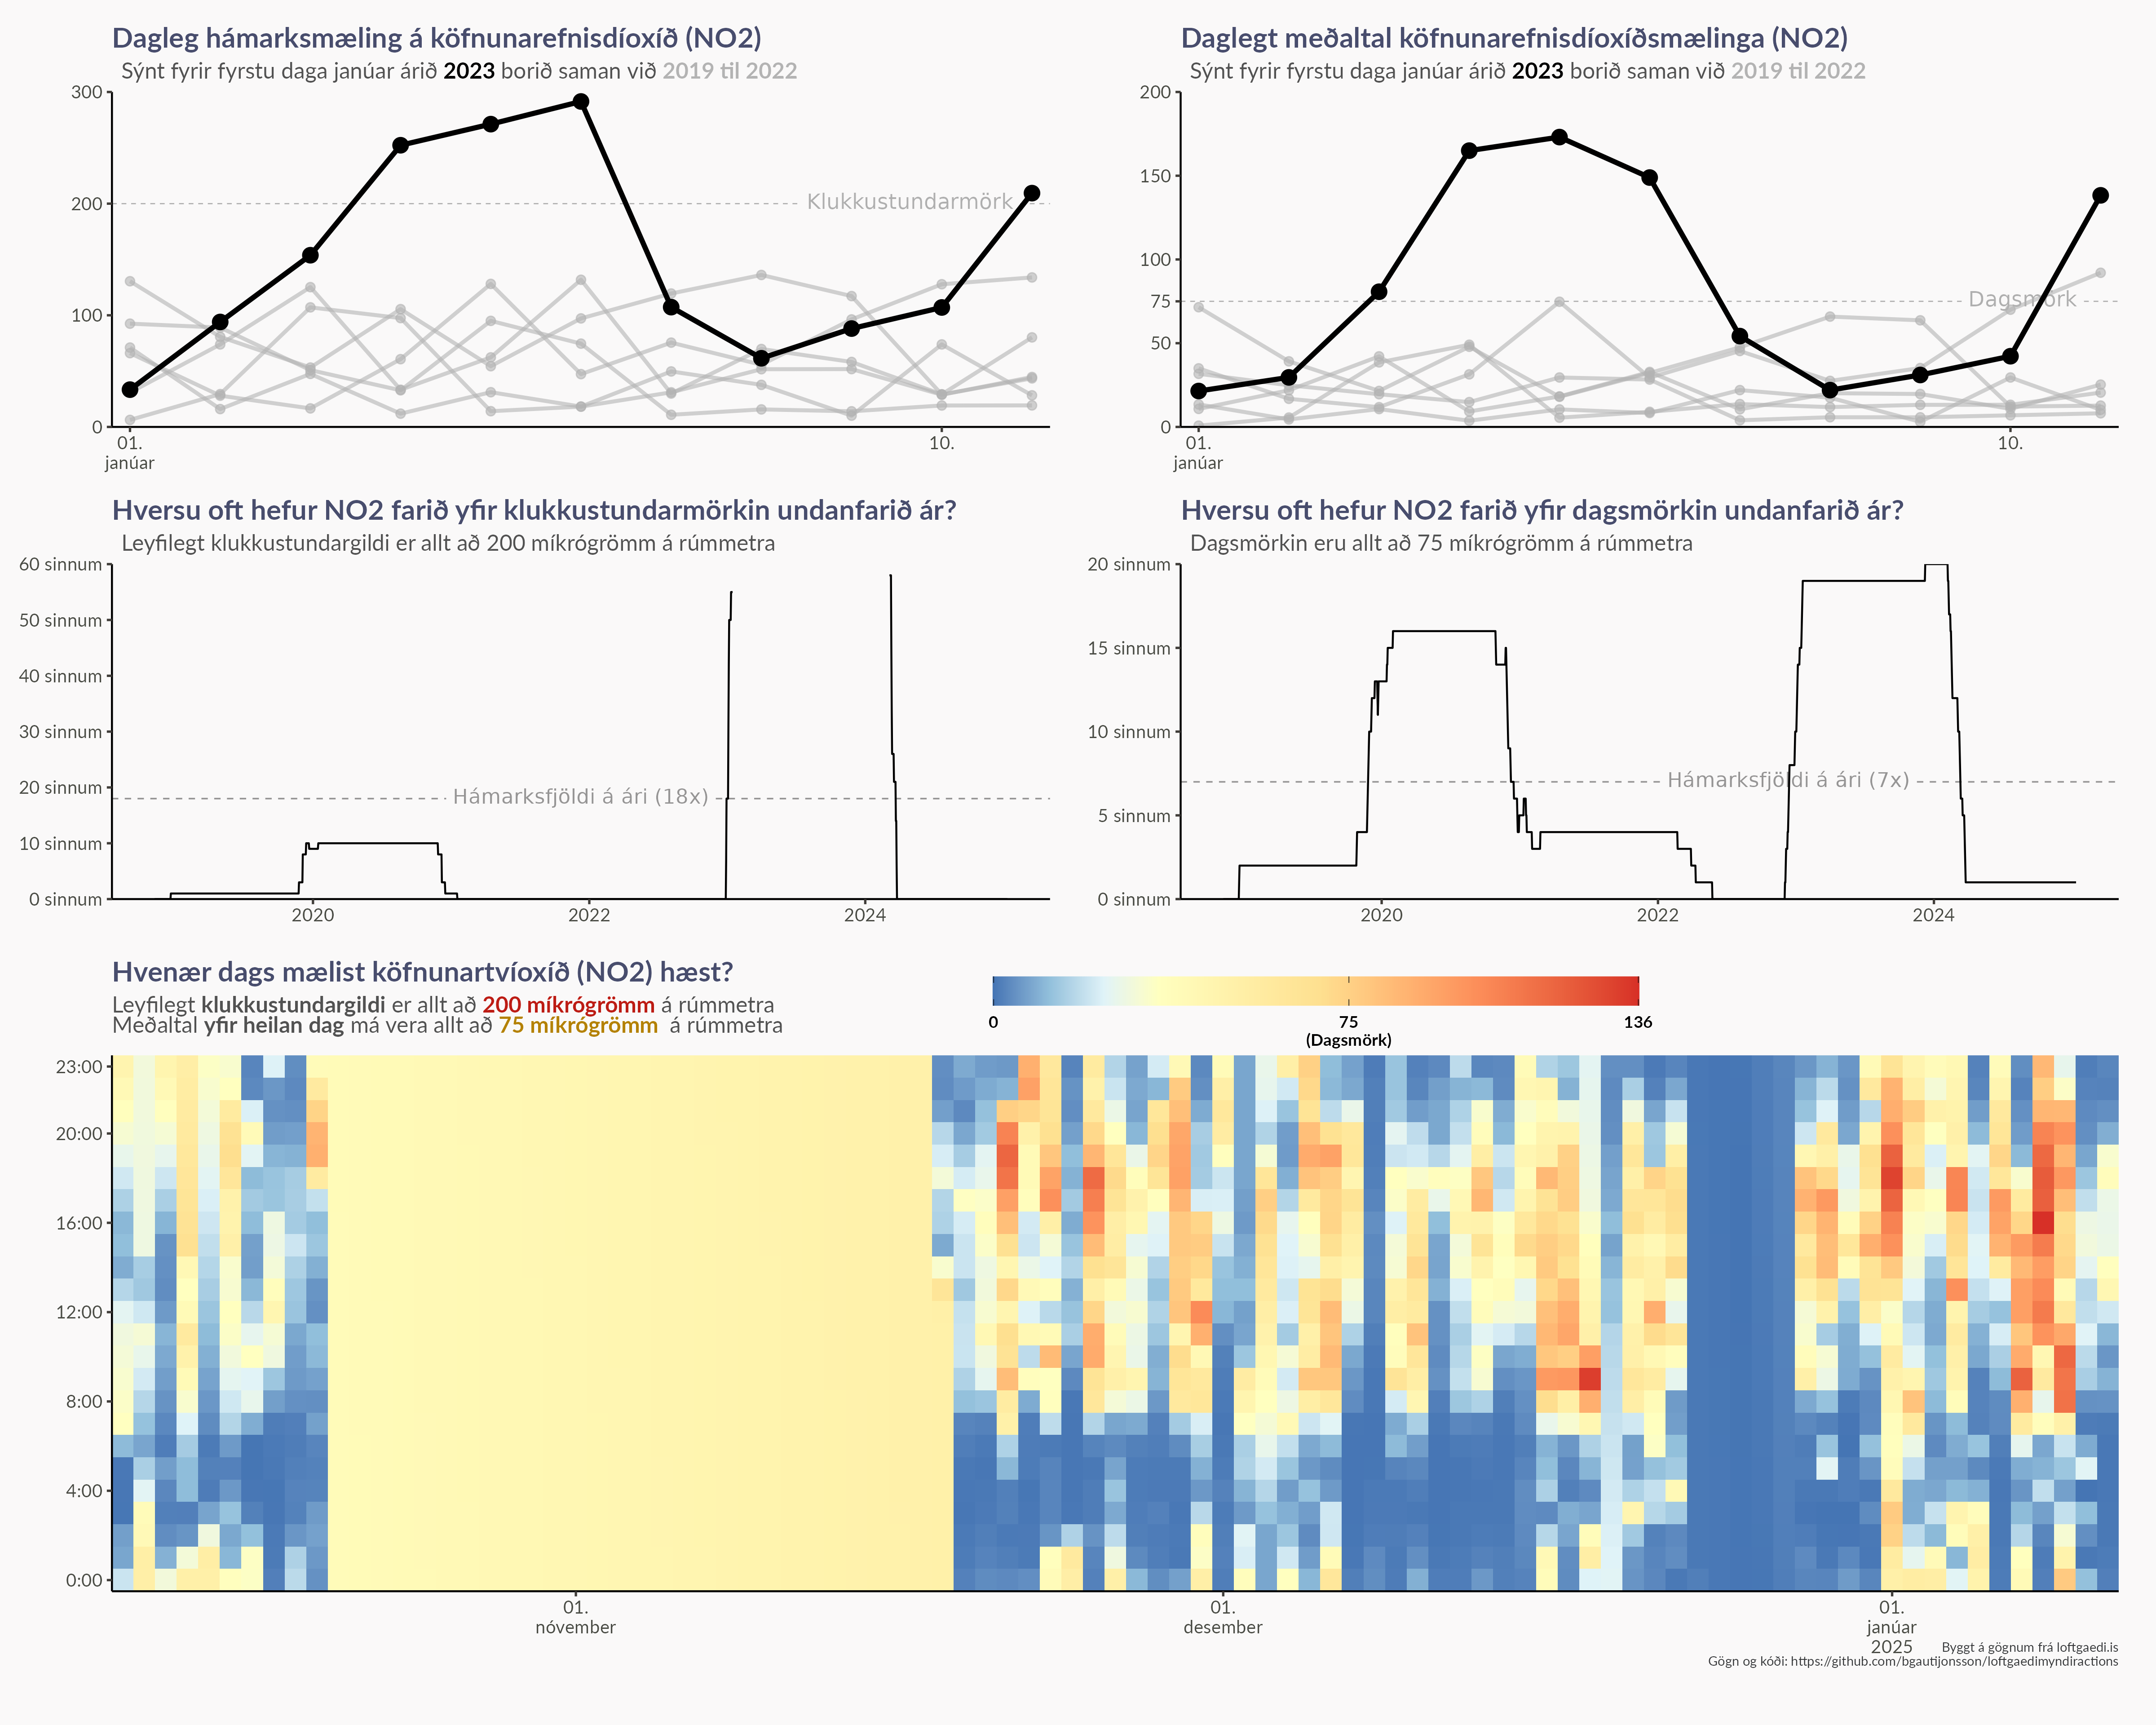 Dagleg hámarksmæling á köfnunarefnisdíoxíð (NO2)
Sýnt fyrir fyrstu daga janúar árið 2023 borið saman við 2019 til 2022
300
200
100
0
Klukkustundarmörk
01.
janúar
10.
Daglegt meðaltal köfnunarefnisdíoxíðsmælinga (NO2)
Sýnt fyrir fyrstu daga janúar árið 2023 borið saman við 2019 til 2022
200
150
100
75
50
0
Dagsmörk
01.
janúar
10.
Hversu oft hefur NO2 farið yfir klukkustundarmörkin undanfarið ár?
Leyfilegt klukkustundargildi er allt að 200 míkrógrömm á rúmmetra
60 sinnum
50 sinnum
40 sinnum
30 sinnum
20 sinnum
10 sinnum
0 sinnum
Hámarksfjöldi á ári (18x)
2020
2022
2024
Hversu oft hefur NO2 farið yfir dagsmörkin undanfarið ár?
Dagsmörkin eru allt að 75 míkrógrömm á rúmmetra
20 sinnum
15 sinnum
10 sinnum
5 sinnum
0 sinnum
Hámarksfjöldi á ári (7x)
2020
2022
2024
Hvenær dags mælist köfnunartvíoxíð (NO2) hæst?
Leyfilegt klukkustundargildi er allt að 200 míkrógrömm á rúmmetra
Meðaltal yfir heilan dag má vera allt að 75 míkrógrömm á rúmmetra
0
75
(Dagsmörk)
136
23:00
20:00
16:00
12:00
8:00
4:00
0:00
01.
nóvember
01.
desember
01.
janúar
2025
Byggt á gögnum frá loftgaedi.is
Gögn og kóði: https://github.com/bgautijonsson/loftgaedimyndiractions